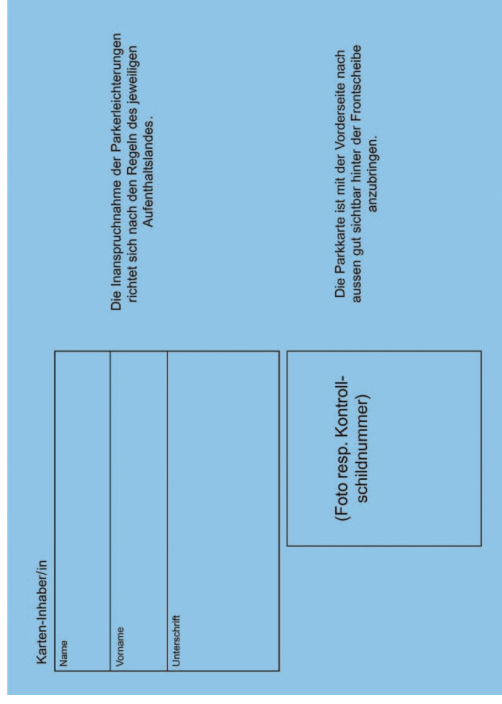 Karten-Inhaber/in
Name
Vorname
Unterschrift
(Foto resp. Kontroll-
schildnummer)
Die Inanspruchnahme der Parkerleichterungen
richtet sich nach den Regeln des jeweiligen
Aufenthaltslandes.
Die Parkkarte ist mit der Vorderseite nach
aussen gut sichtbar hinter der Frontscheibe
anzubringen.